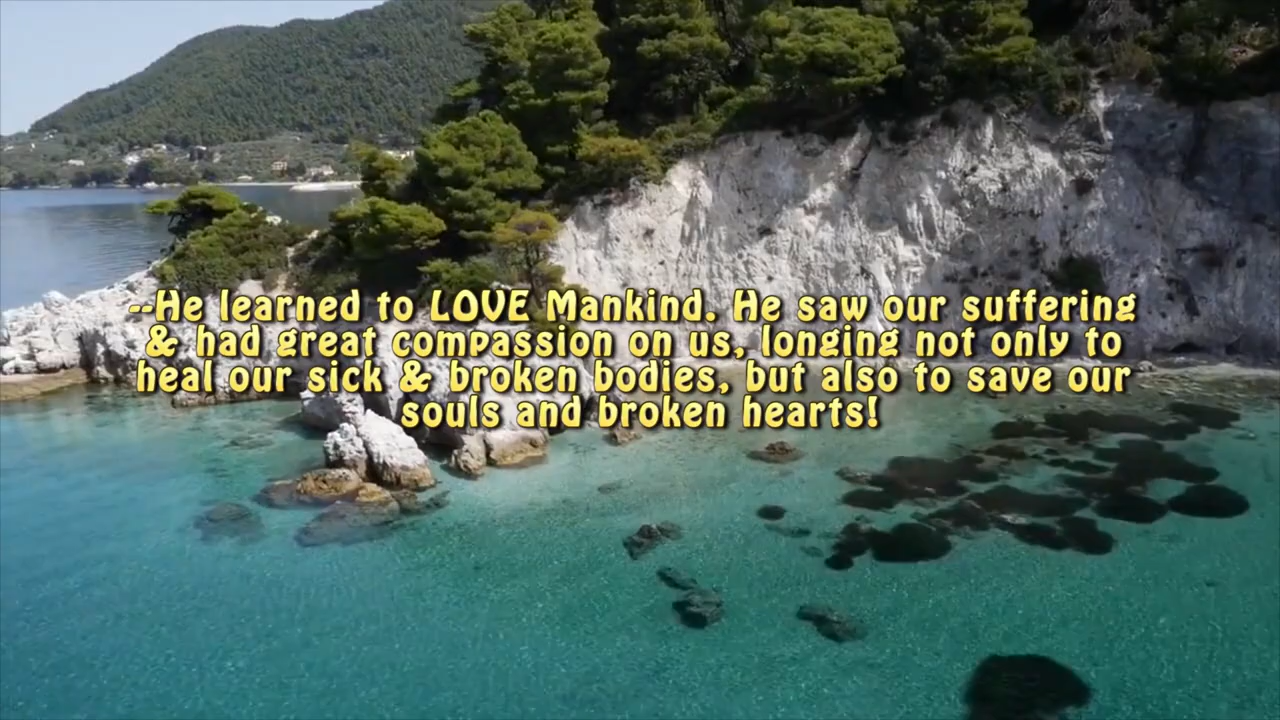 --He learned to LOVE Mankind. He saw our suffering
& had great compassion on us, longing not only to
heal our sick & broken bodies, but also to save our
souls and broken hearts!